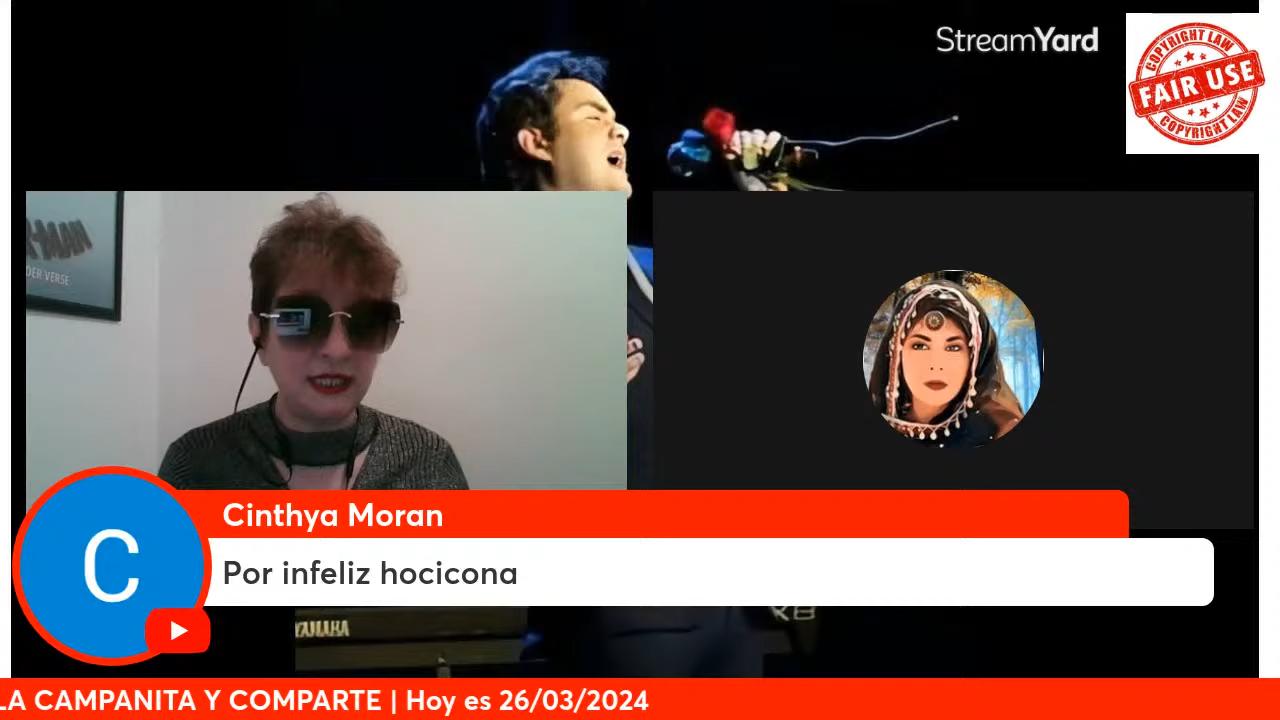 StreamYard
COPYRIGHT LAW
FAIR USE
COPYRIGHT LAW
DER VERSE
C
Cinthya Moran
Por infeliz hocicona
YAMAHA
LA CAMPANITA Y COMPARTE | Hoy es 26/03/2024